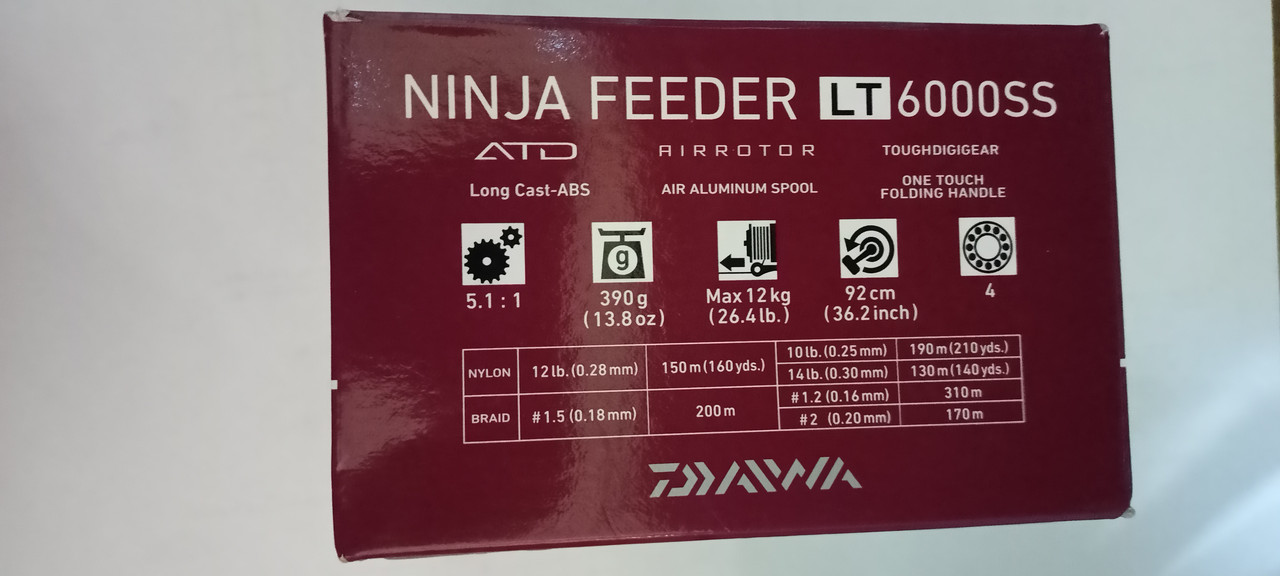 NINJA FEEDER LT 6000SS
ATD AIRROTOR TOUGHDIGIGEAR
Long Cast-ABS AIR ALUMINUM SPOOL ONE TOUCH FOLDING HANDLE
g
5.1 : 1 390 g Max 12 kg 92 cm 4
(13.8 oz) (26.4 lb.) (36.2 inch)
NYLON 12 lb. (0.28 mm) 150 m (160 yds.) 10 lb. (0.25 mm) 190 m (210 yds.)
14 lb. (0.30 mm) 130 m (140 yds.)
BRAID #1.5 (0.18 mm) 200 m #1.2 (0.16 mm) 310 m
#2 (0.20 mm) 170 m
DAIWA